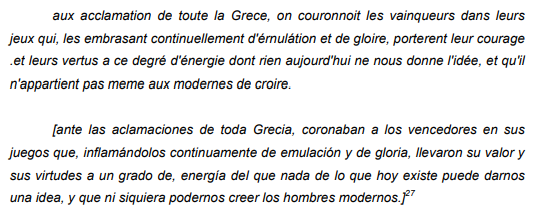 aux acclamation de toute la Grece, on couronnoit les vainqueurs dans leurs
jeux qui, les embrasant continuellement d'érnulátion et de gloire, porterent leur courage
.et leurs vertus a ce degré d'énergie dont rien aujourd'hui ne nous donne l'idée, et qu'il
n'appartient pas meme aux modernes de croire.
[ante las aclamaciones de toda Grecia, coronaban a los vencedores en sus
juegos que, inflamándolos continuamente de emulación y de gloria, llevaron su valor y
sus virtudes a un grado de, energía del que nada de lo que hoy existe puede darnos
una idea, y que ni siquiera podernos creer los hombres modernos.]27